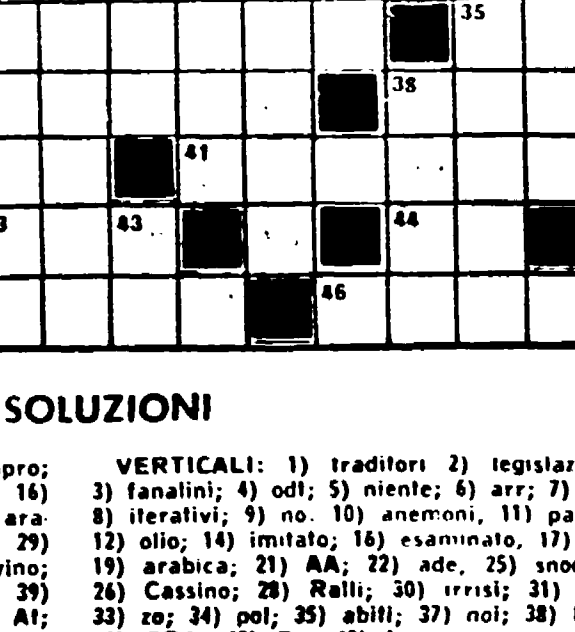 35
38
41
43 44
46
SOLUZIONI
pro;
16)
ara-
29)
vino;
39)
At;
VERTICALI: 1) traditori 2) legislaz
3) fanalini; 4) odt; 5) niente; 6) arr; 7)
8) iterativi; 9) no. 10) anemoni, 11) pa
12) olio; 14) imitato; 16) esaminato, 17)
19) arabica; 21) AA; 22) ade, 25) snod
26) Cassino; 28) Ralli; 30) irrisi; 31)
33) zo; 34) pol; 35) abiti; 37) noi; 38)